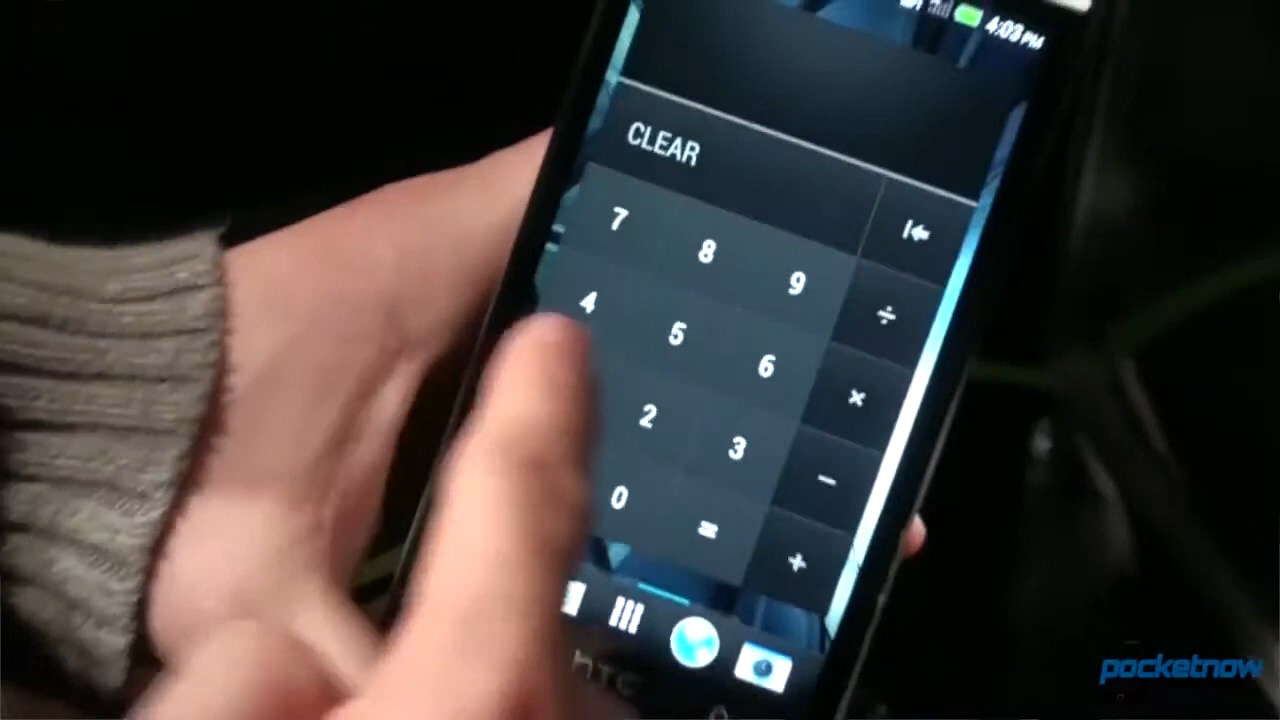 4:03 PM
CLEAR
7 8 9 ÷
4 5 6 ×
2 3 −
0 = +
hTC
pocketnow